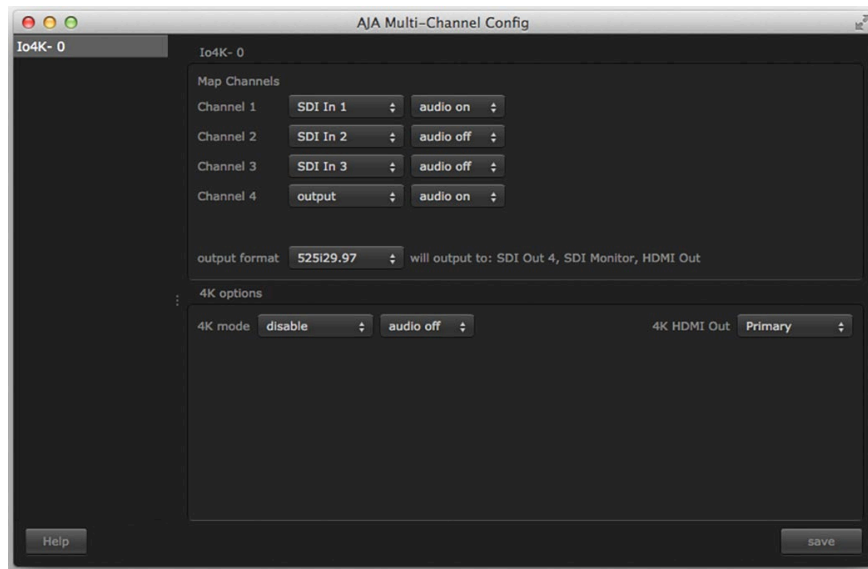 AJA Multi-Channel Config
Io4K- 0
Io4K- 0
Map Channels
Channel 1 SDI In 1 audio on
Channel 2 SDI In 2 audio off
Channel 3 SDI In 3 audio off
Channel 4 output audio on
output format 525i29.97 will output to: SDI Out 4, SDI Monitor, HDMI Out
4K options
4K mode disable audio off 4K HDMI Out Primary
Help save